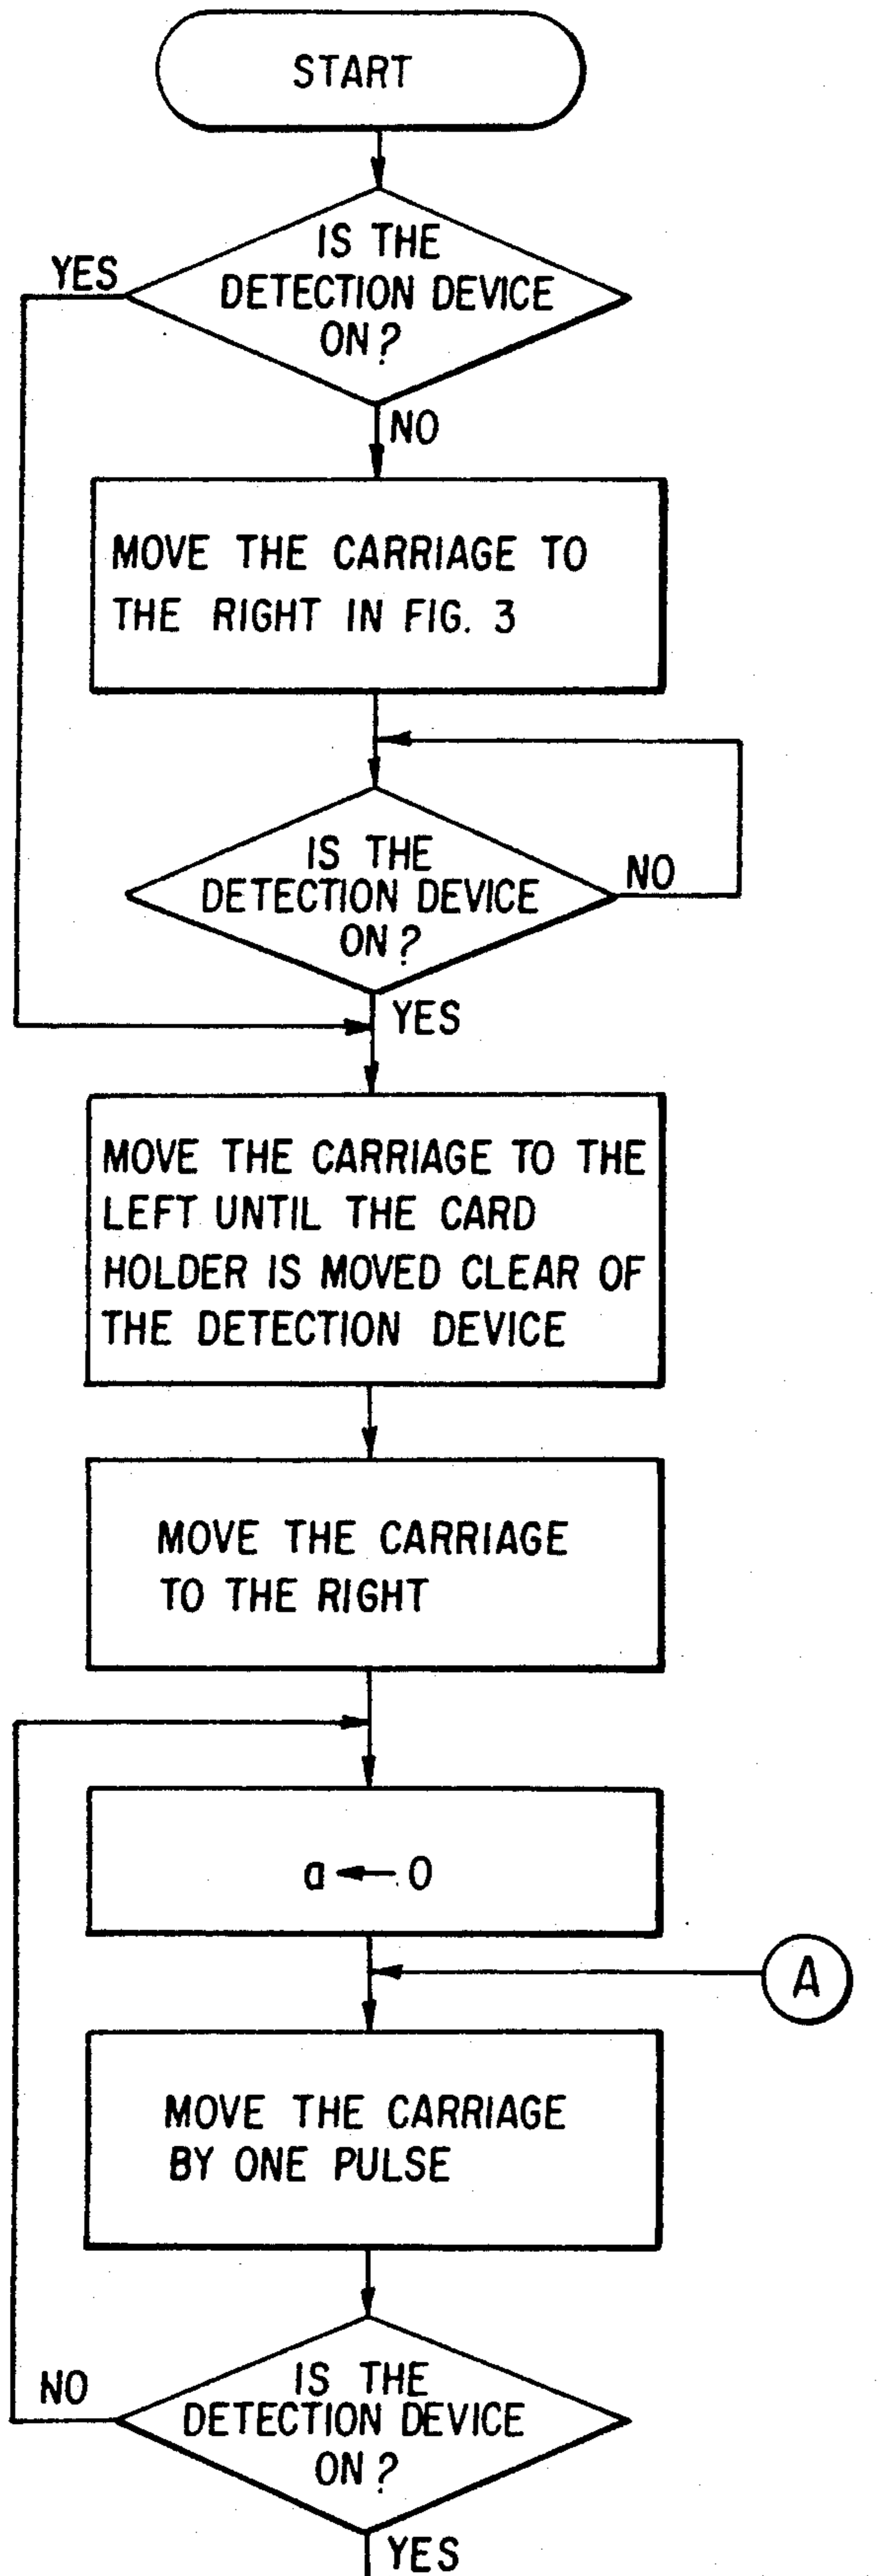 START
IS THE
DETECTION DEVICE
ON?
YES
NO
MOVE THE CARRIAGE TO
THE RIGHT IN FIG. 3
IS THE
DETECTION DEVICE
ON?
NO
YES
MOVE THE CARRIAGE TO THE
LEFT UNTIL THE CARD
HOLDER IS MOVED CLEAR OF
THE DETECTION DEVICE
MOVE THE CARRIAGE
TO THE RIGHT
a ← 0
A
MOVE THE CARRIAGE
BY ONE PULSE
IS THE
DETECTION DEVICE
ON?
NO
YES